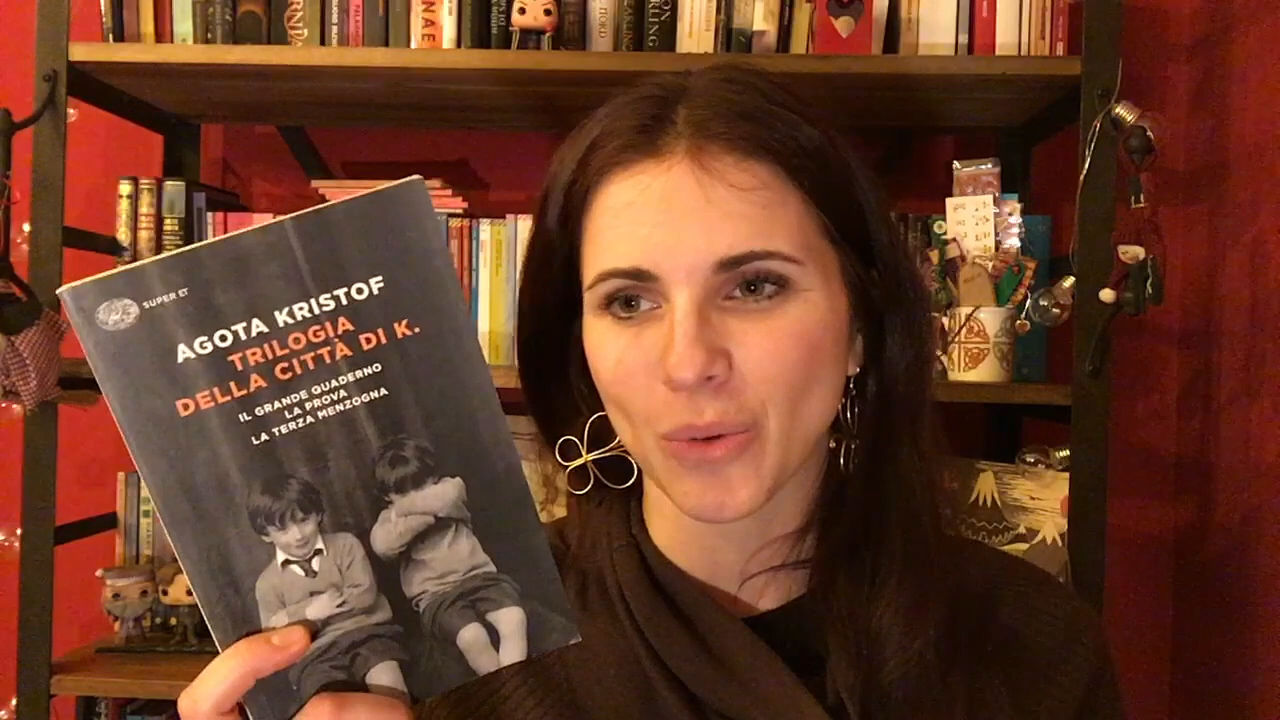 SUPER ET
AGOTA KRISTOF
TRILOGIA
DELLA CITTÀ DI K.
IL GRANDE QUADERNO
LA PROVA
LA TERZA MENZOGNA